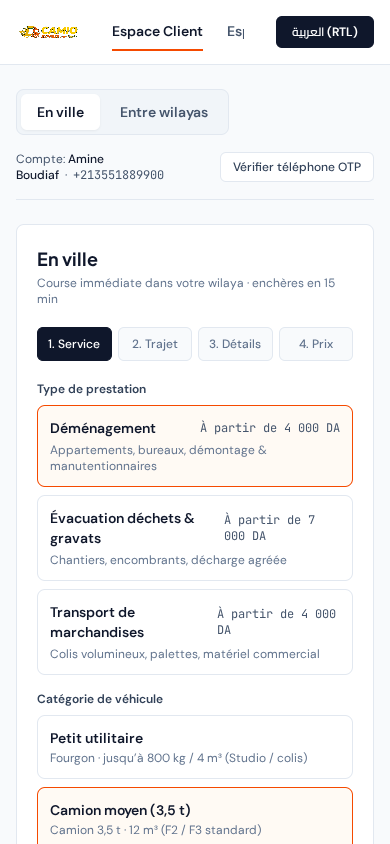 CAMIO
Espace Client
Es
العربية (RTL)
En ville
Entre wilayas
Compte: Amine
Boudiaf · +213551889900
Vérifier téléphone OTP
En ville
Course immédiate dans votre wilaya · enchères en 15
min
1. Service
2. Trajet
3. Détails
4. Prix
Type de prestation
Déménagement
À partir de 4 000 DA
Appartements, bureaux, démontage &
manutentionnaires
Évacuation déchets &
gravats
À partir de 7
000 DA
Chantiers, encombrants, décharge agréée
Transport de
marchandises
À partir de 4 000
DA
Colis volumineux, palettes, matériel commercial
Catégorie de véhicule
Petit utilitaire
Fourgon · jusqu’à 800 kg / 4 m³ (Studio / colis)
Camion moyen (3,5 t)
Camion 3,5 t · 12 m³ (F2 / F3 standard)